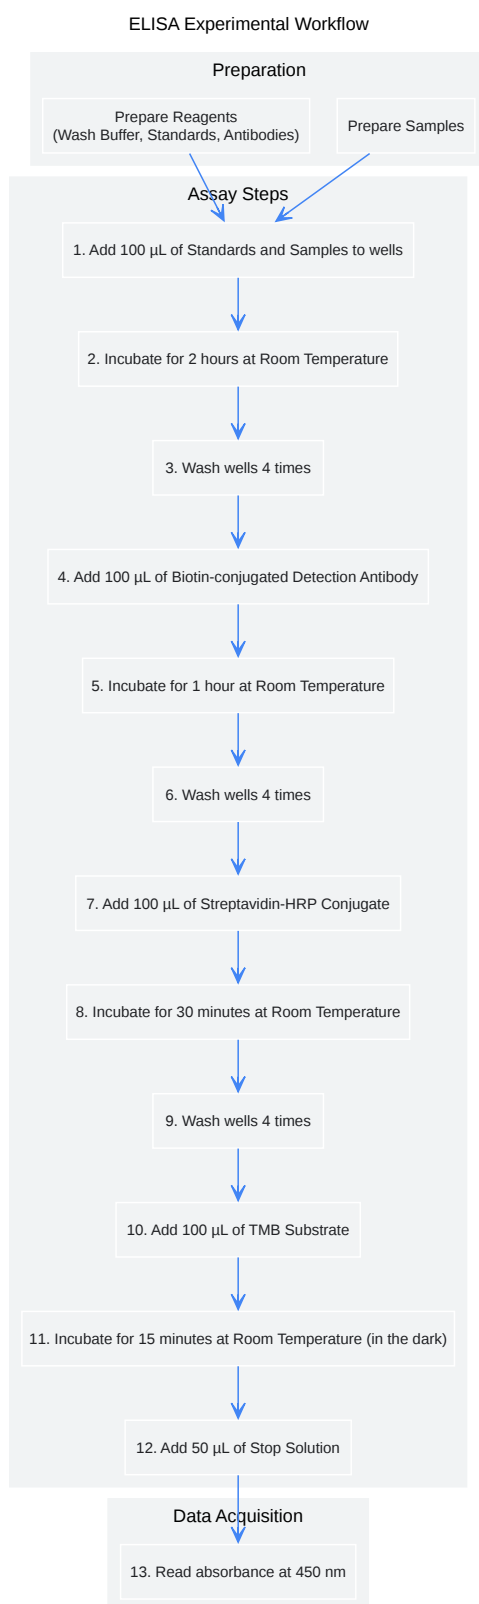 ELISA Experimental Workflow
Preparation
Prepare Reagents
(Wash Buffer, Standards, Antibodies)
Prepare Samples
Assay Steps
1. Add 100 µL of Standards and Samples to wells
2. Incubate for 2 hours at Room Temperature
3. Wash wells 4 times
4. Add 100 µL of Biotin-conjugated Detection Antibody
5. Incubate for 1 hour at Room Temperature
6. Wash wells 4 times
7. Add 100 µL of Streptavidin-HRP Conjugate
8. Incubate for 30 minutes at Room Temperature
9. Wash wells 4 times
10. Add 100 µL of TMB Substrate
11. Incubate for 15 minutes at Room Temperature (in the dark)
12. Add 50 µL of Stop Solution
Data Acquisition
13. Read absorbance at 450 nm